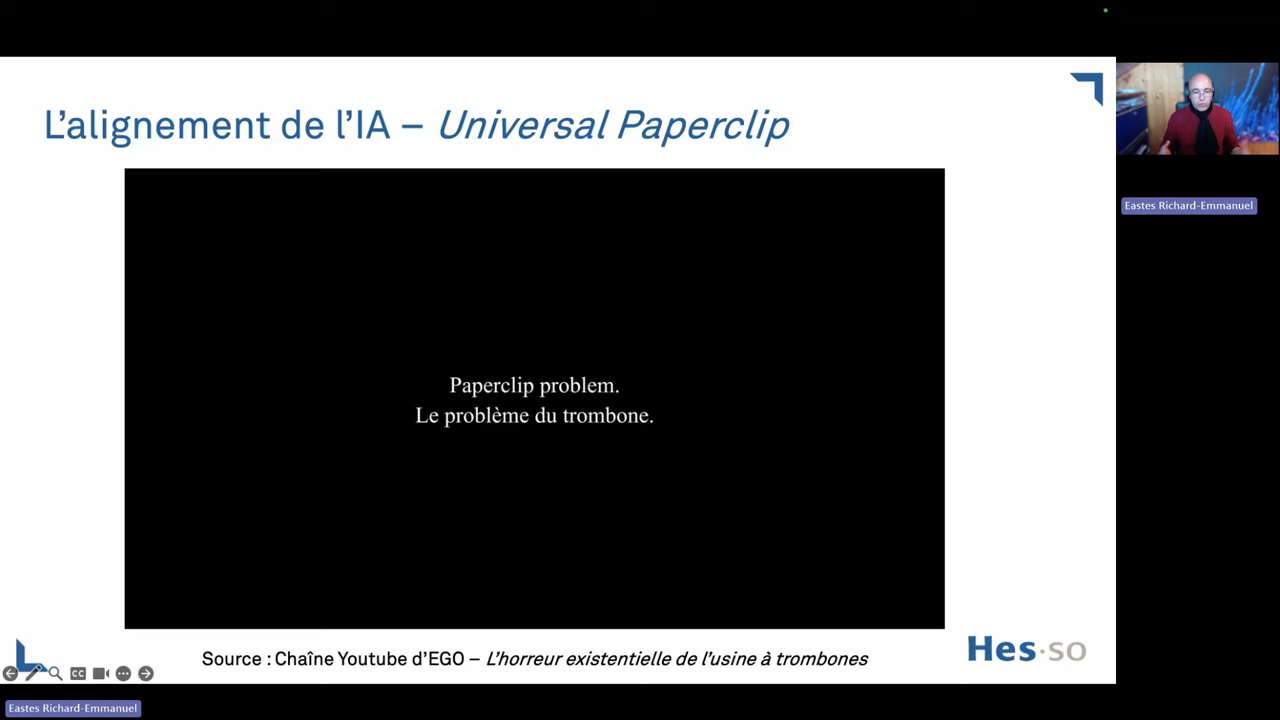 L'alignement de l'IA – Universal Paperclip
Eastes Richard-Emmanuel
Paperclip problem.
Le problème du trombone.
Source : Chaîne Youtube d'EGO – L'horreur existentielle de l'usine à trombones
Hes·so
CC
Eastes Richard-Emmanuel